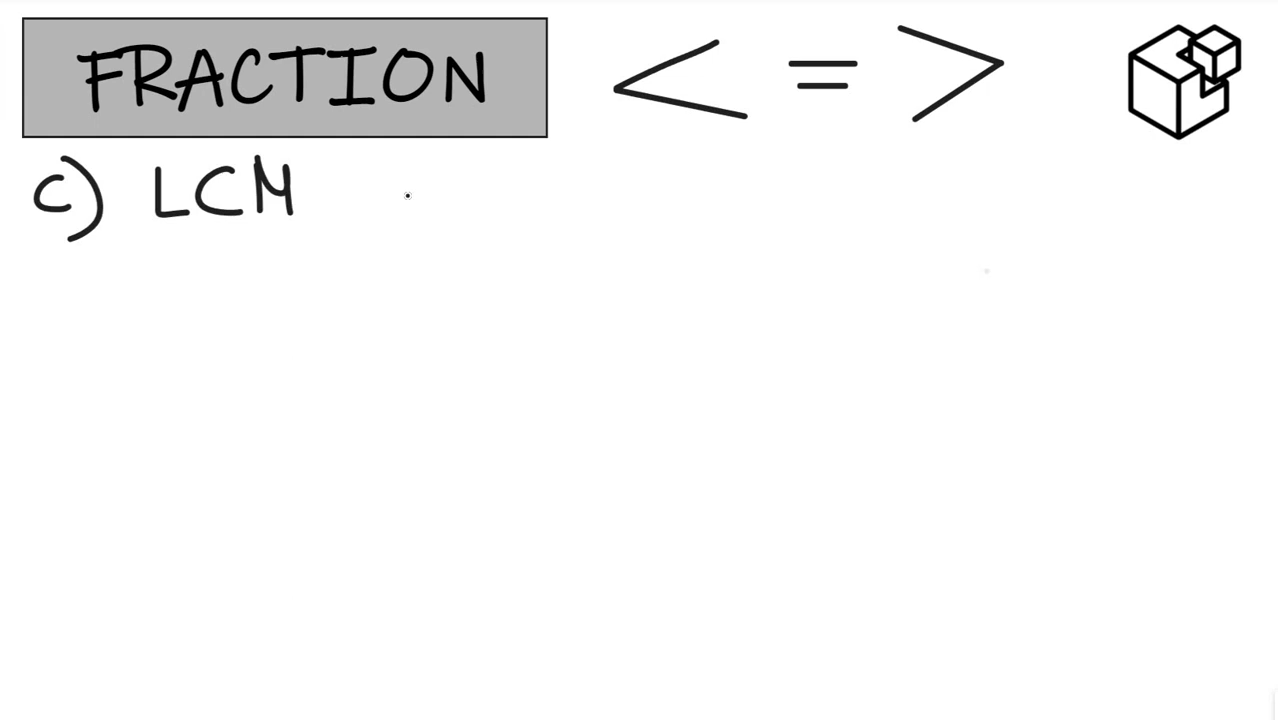 FRACTION < = >
C) LCM